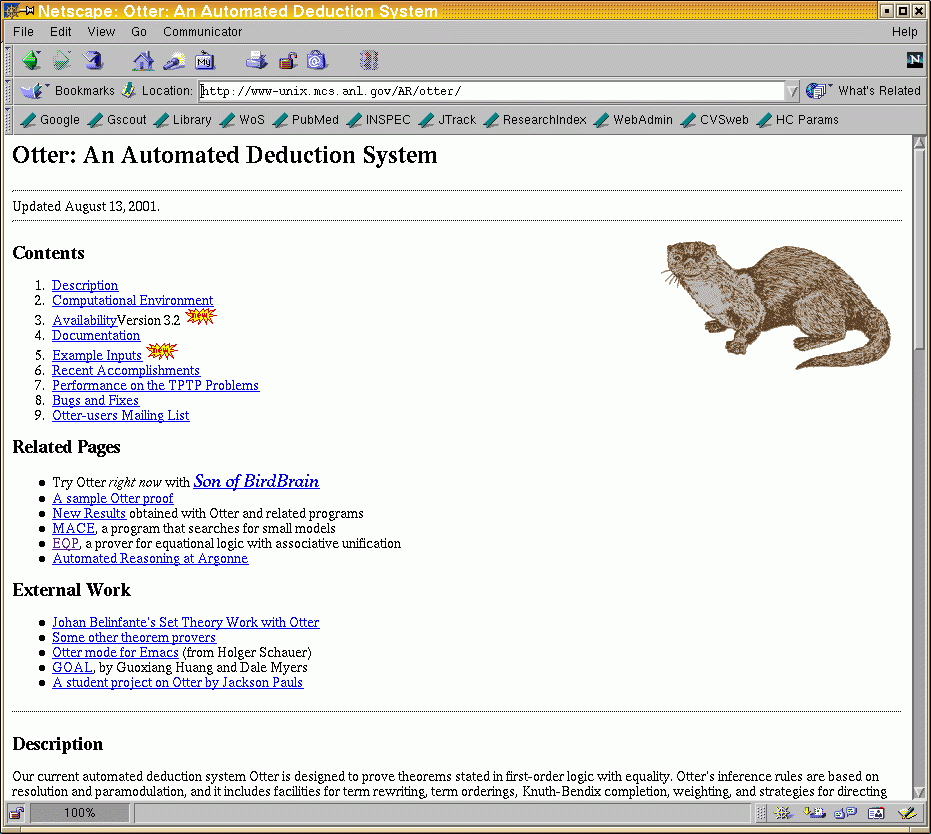 Netscape: Otter: An Automated Deduction System
File Edit View Go Communicator Help
My
N
Bookmarks Location: http://www-unix.mcs.anl.gov/AR/otter/ What's Related
Google Gscout Library WoS PubMed INSPEC JTrack ResearchIndex WebAdmin CVSweb HC Params
Otter: An Automated Deduction System
Updated August 13, 2001.
Contents
1. Description
2. Computational Environment
3. AvailabilityVersion 3.2 new
4. Documentation
5. Example Inputs new
6. Recent Accomplishments
7. Performance on the TPTP Problems
8. Bugs and Fixes
9. Otter-users Mailing List
Related Pages
● Try Otter right now with Son of BirdBrain
● A sample Otter proof
● New Results obtained with Otter and related programs
● MACE, a program that searches for small models
● EQP, a prover for equational logic with associative unification
● Automated Reasoning at Argonne
External Work
● Johan Belinfante's Set Theory Work with Otter
● Some other theorem provers
● Otter mode for Emacs (from Holger Schauer)
● GOAL, by Guoxiang Huang and Dale Myers
● A student project on Otter by Jackson Pauls
Description
Our current automated deduction system Otter is designed to prove theorems stated in first-order logic with equality. Otter's inference rules are based on
resolution and paramodulation, and it includes facilities for term rewriting, term orderings, Knuth-Bendix completion, weighting, and strategies for directing
100%